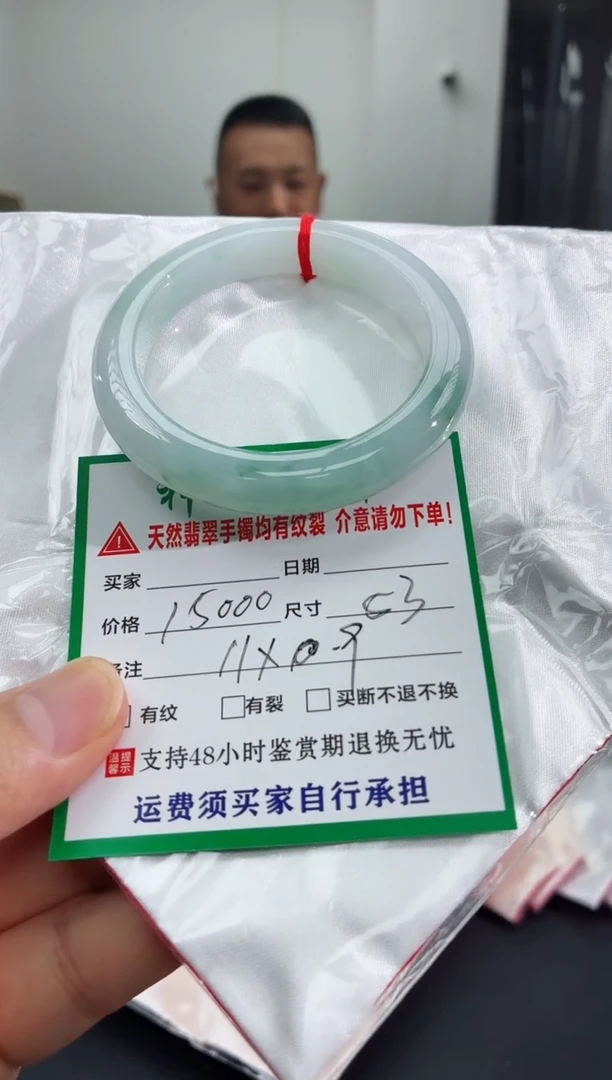 天然翡翠手镯均有纹裂 介意请勿下单!
买家 日期
价格 15000 尺寸 53
备注 11X
有纹 有裂 买断不退不换
温馨提示 支持48小时鉴赏期退换无忧
运费须买家自行承担